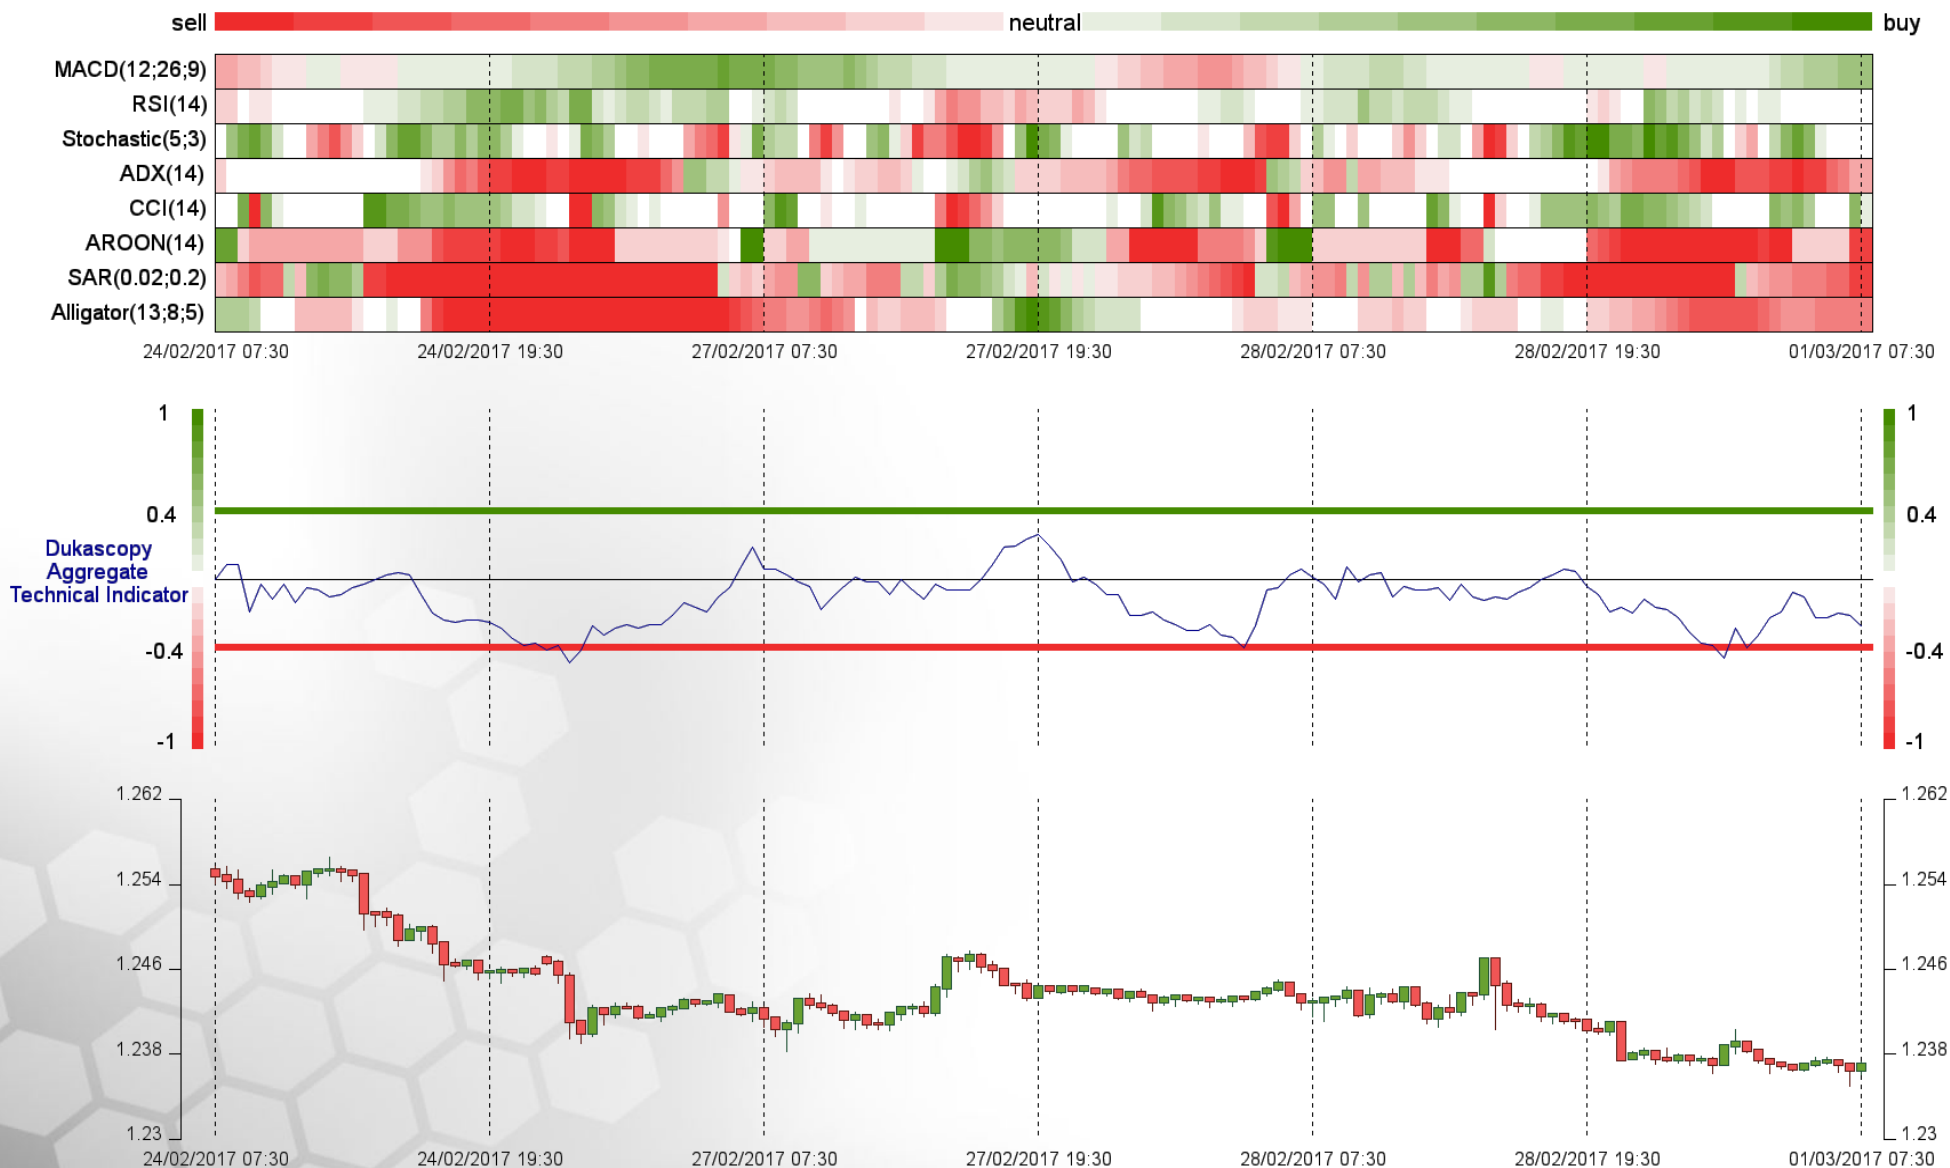 sell neutral buy
MACD(12;26;9)
RSI(14)
Stochastic(5;3)
ADX(14)
CCI(14)
AROON(14)
SAR(0.02;0.2)
Alligator(13;8;5)
24/02/2017 07:30 24/02/2017 19:30 27/02/2017 07:30 27/02/2017 19:30 28/02/2017 07:30 28/02/2017 19:30 01/03/2017 07:30
1 1
0.4 0.4
Dukascopy
Aggregate
Technical Indicator
-0.4 -0.4
-1 -1
1.262 1.262
1.254 1.254
1.246 1.246
1.238 1.238
1.23 1.23
24/02/2017 07:30 24/02/2017 19:30 27/02/2017 07:30 27/02/2017 19:30 28/02/2017 07:30 28/02/2017 19:30 01/03/2017 07:30